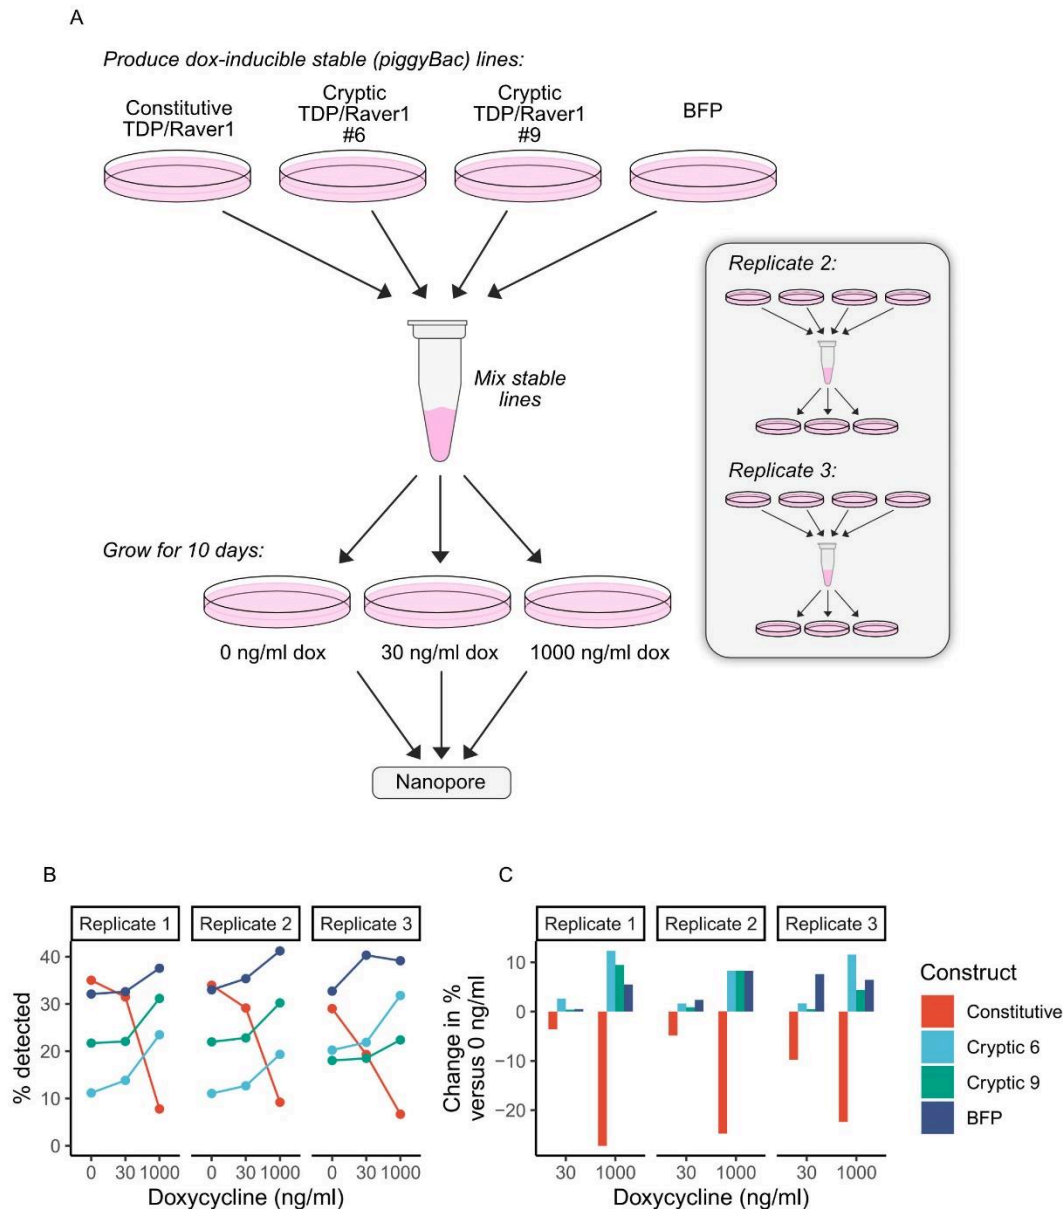 A
Produce dox-inducible stable (piggyBac) lines:
Constitutive
TDP/Raver1
Cryptic
TDP/Raver1
#6
Cryptic
TDP/Raver1
#9
BFP
Mix stable
lines
Grow for 10 days:
0 ng/ml dox
30 ng/ml dox
1000 ng/ml dox
Nanopore
Replicate 2:
Replicate 3:
B
Replicate 1
Replicate 2
Replicate 3
% detected
40
30
20
10
0
0 30 1000
0 30 1000
0 30 1000
Doxycycline (ng/ml)
C
Replicate 1
Replicate 2
Replicate 3
Change in %
versus 0 ng/ml
10
0
−10
−20
30 1000
30 1000
30 1000
Doxycycline (ng/ml)
Construct
Constitutive
Cryptic 6
Cryptic 9
BFP